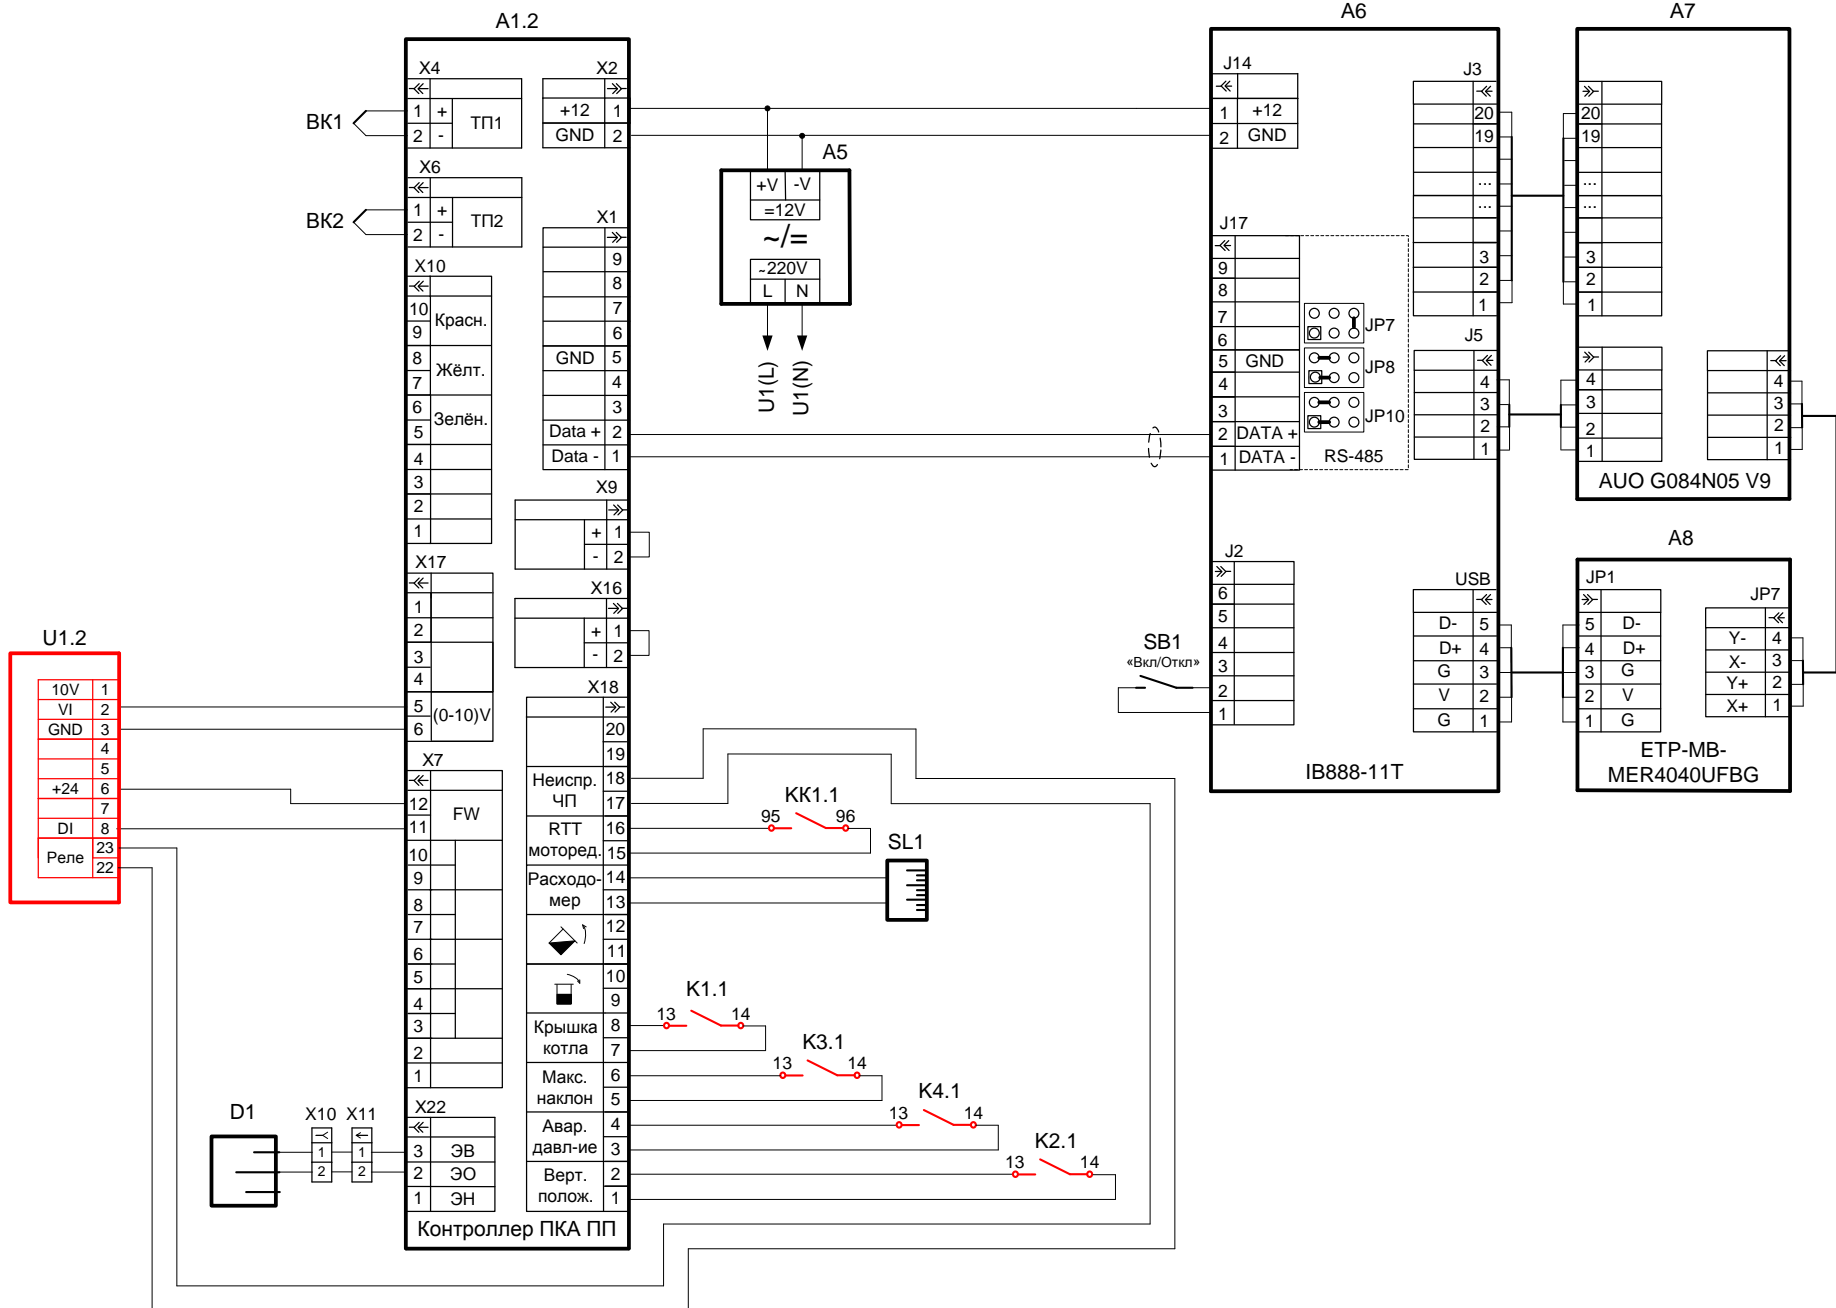 A1.2
X4
1 + ТП1
2 -
X6
1 + ТП2
2 -
X10
10 Красн.
9
8 Жёлт.
7
6 Зелён.
5
4
3
2
1
X17
1
2
3
4
5 (0-10)V
6
X7
12 FW
11
10
9
8
7
6
5
4
3
2
1
X22
3 ЭВ
2 ЭО
1 ЭН
X2
+12 1
GND 2
X1
9
8
7
6
GND 5
4
3
Data + 2
Data - 1
X9
+ 1
- 2
X16
+ 1
- 2
X18
20
19
Неиспр. 18
ЧП 17
RTT 16
моторед. 15
Расходо- 14
мер 13
12
11
10
9
Крышка 8
котла 7
Макс. 6
наклон 5
Авар. 4
давл-ие 3
Верт. 2
полож. 1
Контроллер ПКА ПП
ВК1
ВК2
U1.2
10V 1
VI 2
GND 3
4
5
+24 6
7
DI 8
Реле 23
22
D1
X10 X11
1 1
2 2
A5
+V -V
=12V
~/=
~220V
L N
U1(L)
U1(N)
KK1.1
95 96
SL1
K1.1
13 14
K3.1
13 14
K4.1
13 14
K2.1
13 14
SB1
«Вкл/Откл»
A6
J14
1 +12
2 GND
J17
9
8
7
6
5 GND
4
3
2 DATA +
1 DATA -
JP7
JP8
JP10
RS-485
J2
6
5
4
3
2
1
J3
20
19
...
...
3
2
1
J5
4
3
2
1
USB
D- 5
D+ 4
G 3
V 2
G 1
IB888-11T
A7
20
19
...
...
3
2
1
4
3
2
1
4
3
2
1
AUO G084N05 V9
A8
JP1
5 D-
4 D+
3 G
2 V
1 G
JP7
Y- 4
X- 3
Y+ 2
X+ 1
ETP-MB-
MER4040UFBG